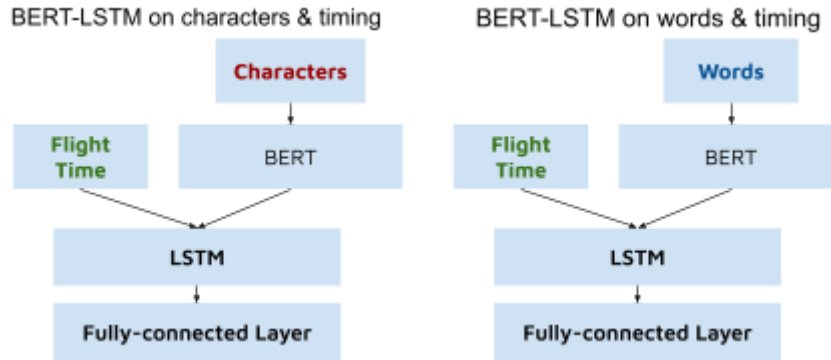 BERT-LSTM on characters & timing
Characters
Flight
Time
BERT
LSTM
Fully-connected Layer
BERT-LSTM on words & timing
Words
Flight
Time
BERT
LSTM
Fully-connected Layer